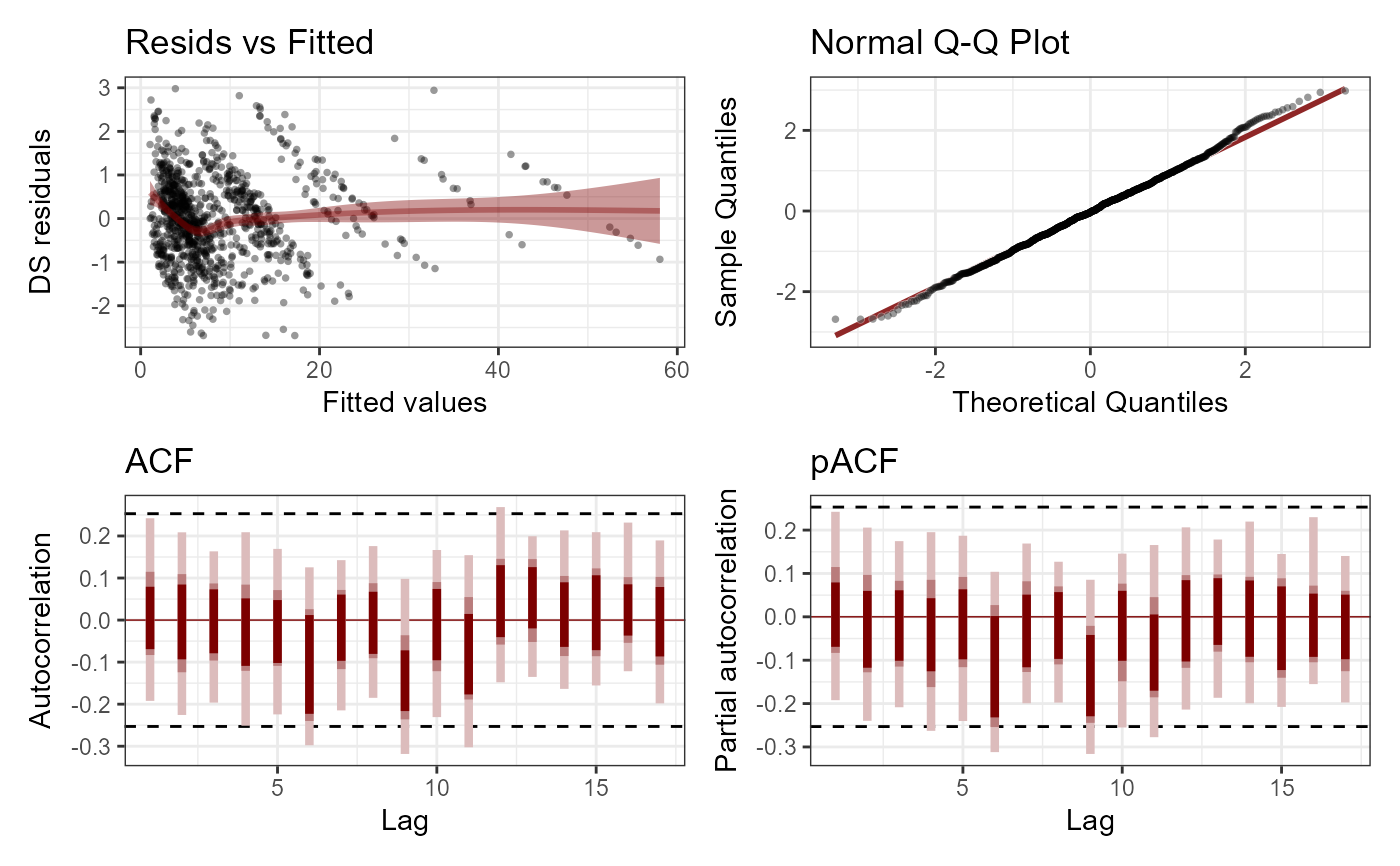 Resids vs Fitted
DS residuals
3
2
1
0
-1
-2
0
20
40
60
Fitted values
Normal Q-Q Plot
Sample Quantiles
2
0
-2
-2
0
2
Theoretical Quantiles
ACF
Autocorrelation
0.2
0.1
0.0
-0.1
-0.2
-0.3
5
10
15
Lag
pACF
Partial autocorrelation
0.2
0.1
0.0
-0.1
-0.2
-0.3
5
10
15
Lag